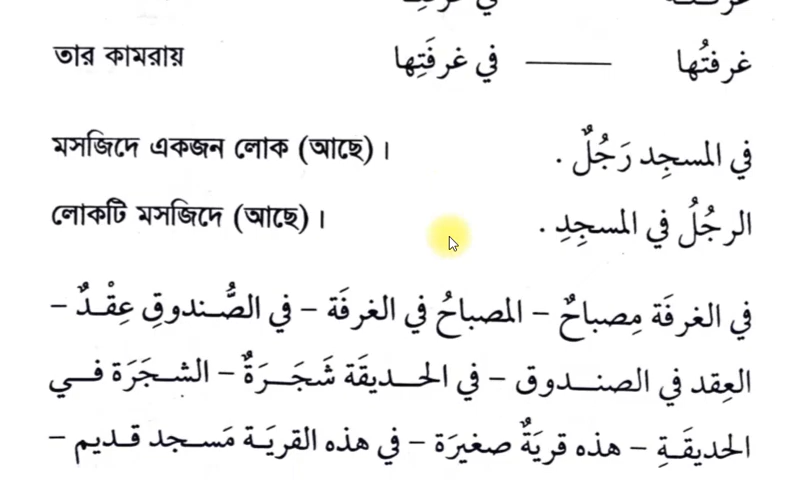 غرفتُها —— في غرفَتِها তার কামরায়
في المسجِد رَجُلٌ . মসজিদে একজন লোক (আছে) ।
الرجُلُ في المسجِدِ . লোকটি মসজিদে (আছে) ।
في الغرفَة مِصباحٌ – المصباحُ في الغرفَة – في الصُّندوقِ عِقْدٌ –
العِقد في الصندوق – في الحديقَة شَجَرَةٌ – الشجَرَة في
الحديقَةِ – هذه قريَةٌ صغيرَة – في هذه القريَة مَسجد قديم –